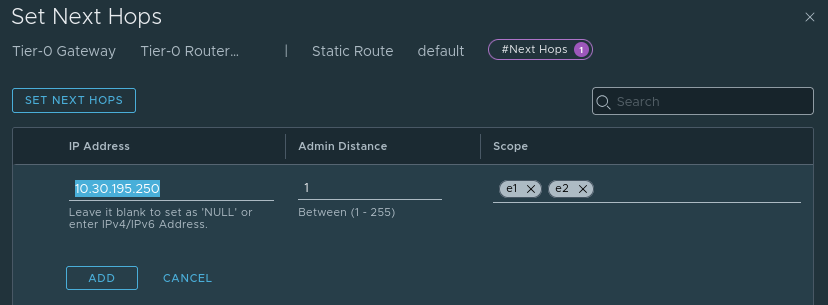 Set Next Hops
Tier-0 Gateway Tier-0 Router... | Static Route default #Next Hops 1
SET NEXT HOPS Search
IP Address Admin Distance Scope
10.30.195.250 1 e1 e2
Leave it blank to set as 'NULL' or Between (1 - 255)
enter IPv4/IPv6 Address.
ADD CANCEL